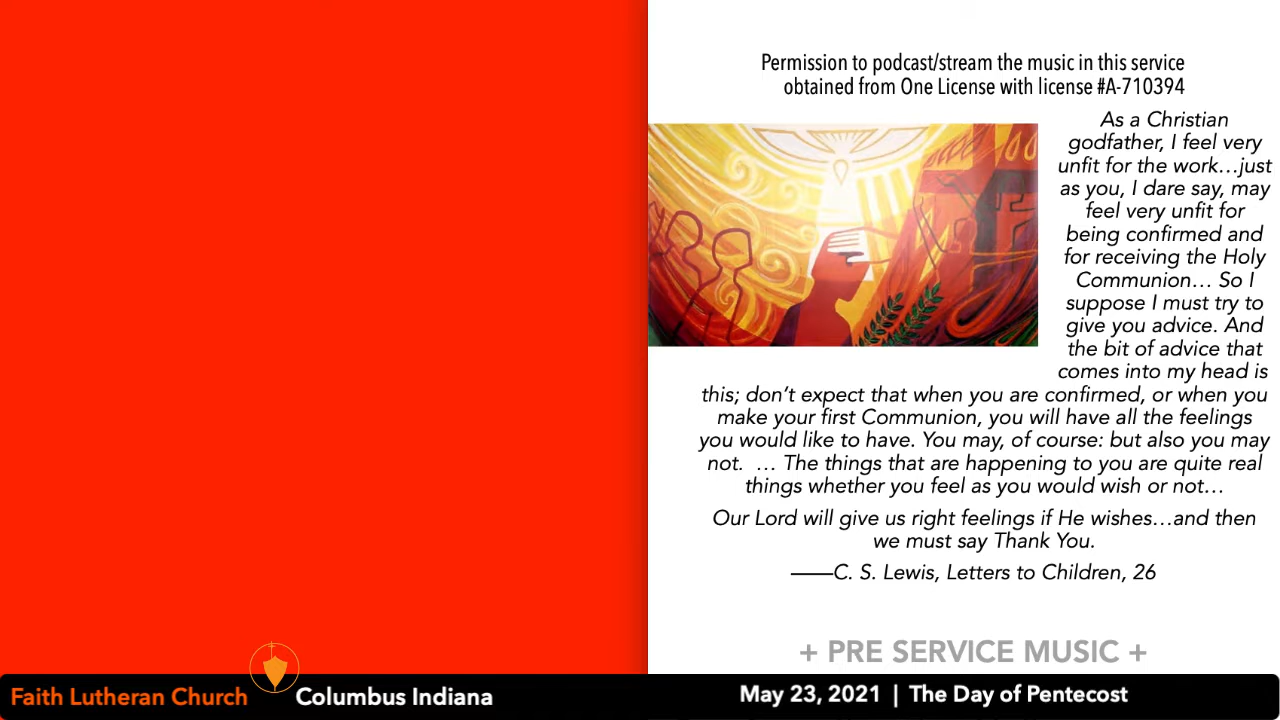 Permission to podcast/stream the music in this service
obtained from One License with license #A-710394
As a Christian
godfather, I feel very
unfit for the work…just
as you, I dare say, may
feel very unfit for
being confirmed and
for receiving the Holy
Communion… So I
suppose I must try to
give you advice. And
the bit of advice that
comes into my head is
this; don’t expect that when you are confirmed, or when you
make your first Communion, you will have all the feelings
you would like to have. You may, of course: but also you may
not.  … The things that are happening to you are quite real
things whether you feel as you would wish or not…
Our Lord will give us right feelings if He wishes…and then
we must say Thank You.
——C. S. Lewis, Letters to Children, 26
+ PRE SERVICE MUSIC +
Faith Lutheran Church Columbus Indiana
May 23, 2021 | The Day of Pentecost